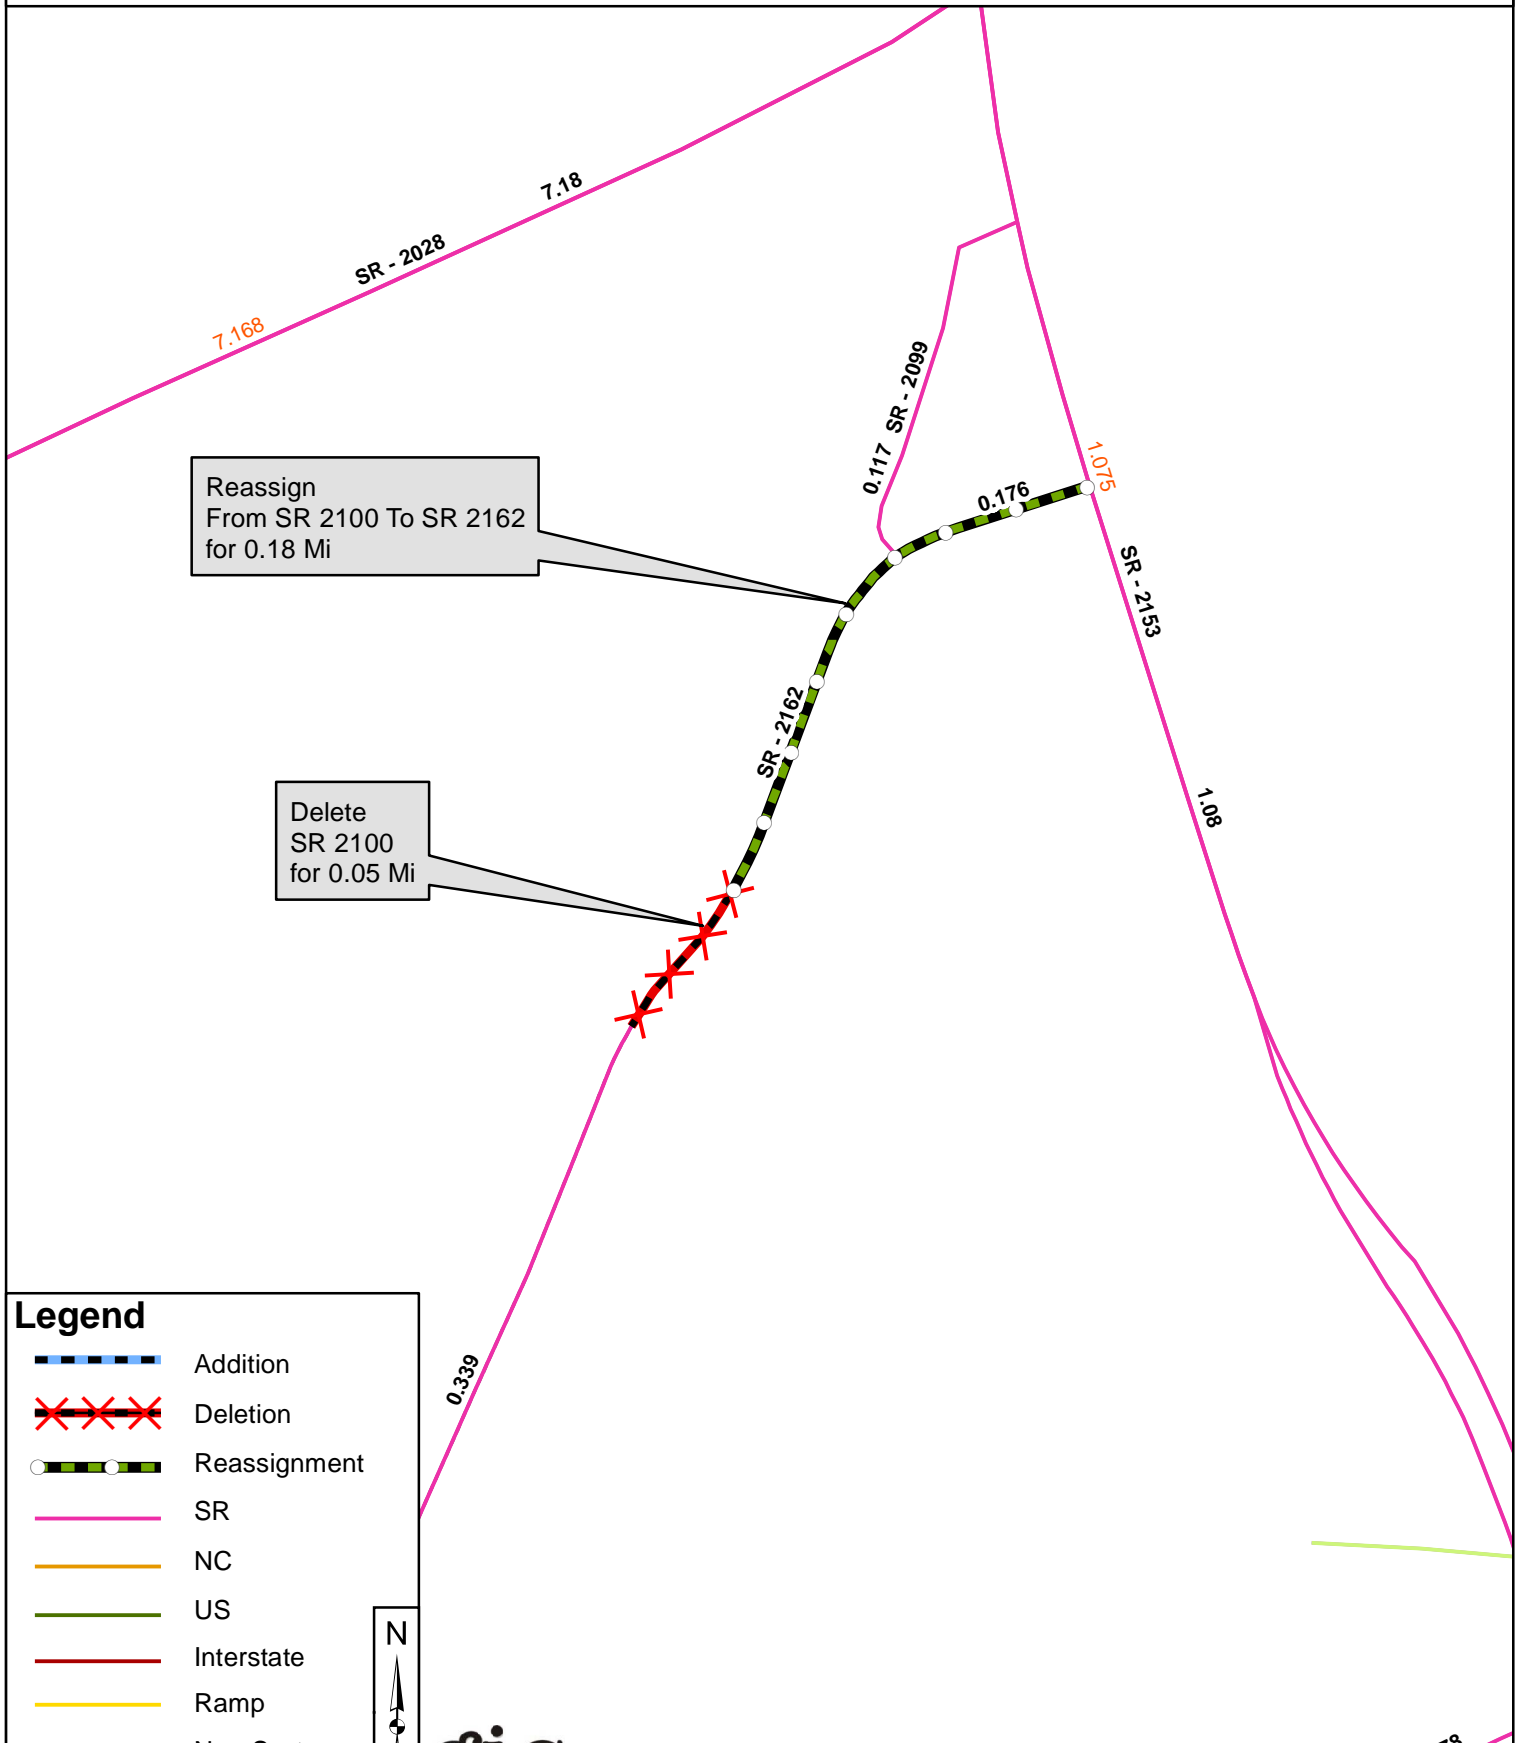 7.18
SR - 2028
7.168
0.117 SR - 2099
1.075
0.176
Reassign
From SR 2100 To SR 2162
for 0.18 Mi
SR - 2153
SR - 2162
1.08
Delete
SR 2100
for 0.05 Mi
0.339
Legend
Addition
Deletion
Reassignment
SR
NC
US
Interstate
Ramp
N